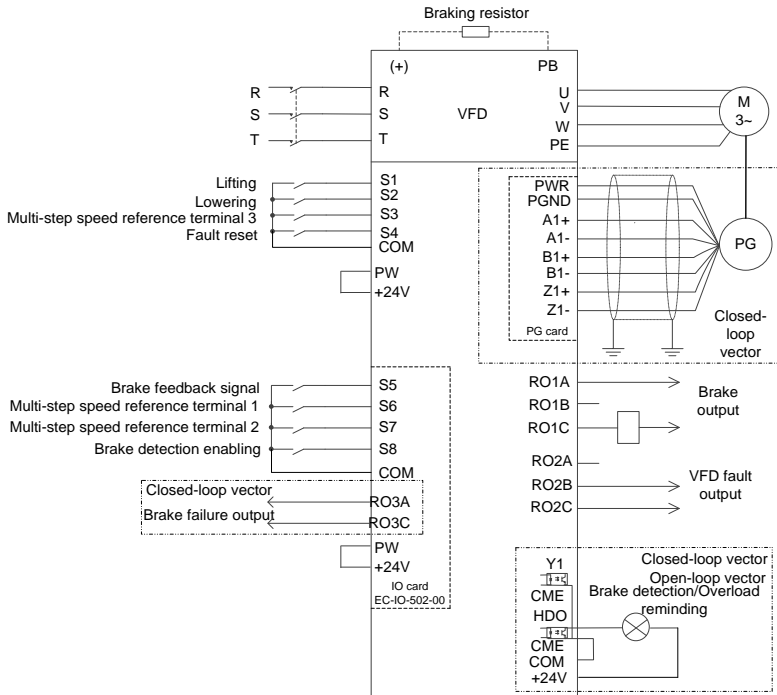 Braking resistor
(+)
PB
R
S
T
R
S
T
VFD
U
V
W
PE
M
3~
Lifting
Lowering
Multi-step speed reference terminal 3
Fault reset
S1
S2
S3
S4
COM
PW
+24V
PWR
PGND
A1+
A1-
B1+
B1-
Z1+
Z1-
PG card
PG
Closed-
loop
vector
Brake feedback signal
Multi-step speed reference terminal 1
Multi-step speed reference terminal 2
Brake detection enabling
S5
S6
S7
S8
COM
Closed-loop vector
Brake failure output
RO3A
RO3C
PW
+24V
IO card
EC-IO-502-00
RO1A
RO1B
RO1C
Brake
output
RO2A
RO2B
RO2C
VFD fault
output
Y1
CME
HDO
CME
COM
+24V
Closed-loop vector
Open-loop vector
Brake detection/Overload
reminding